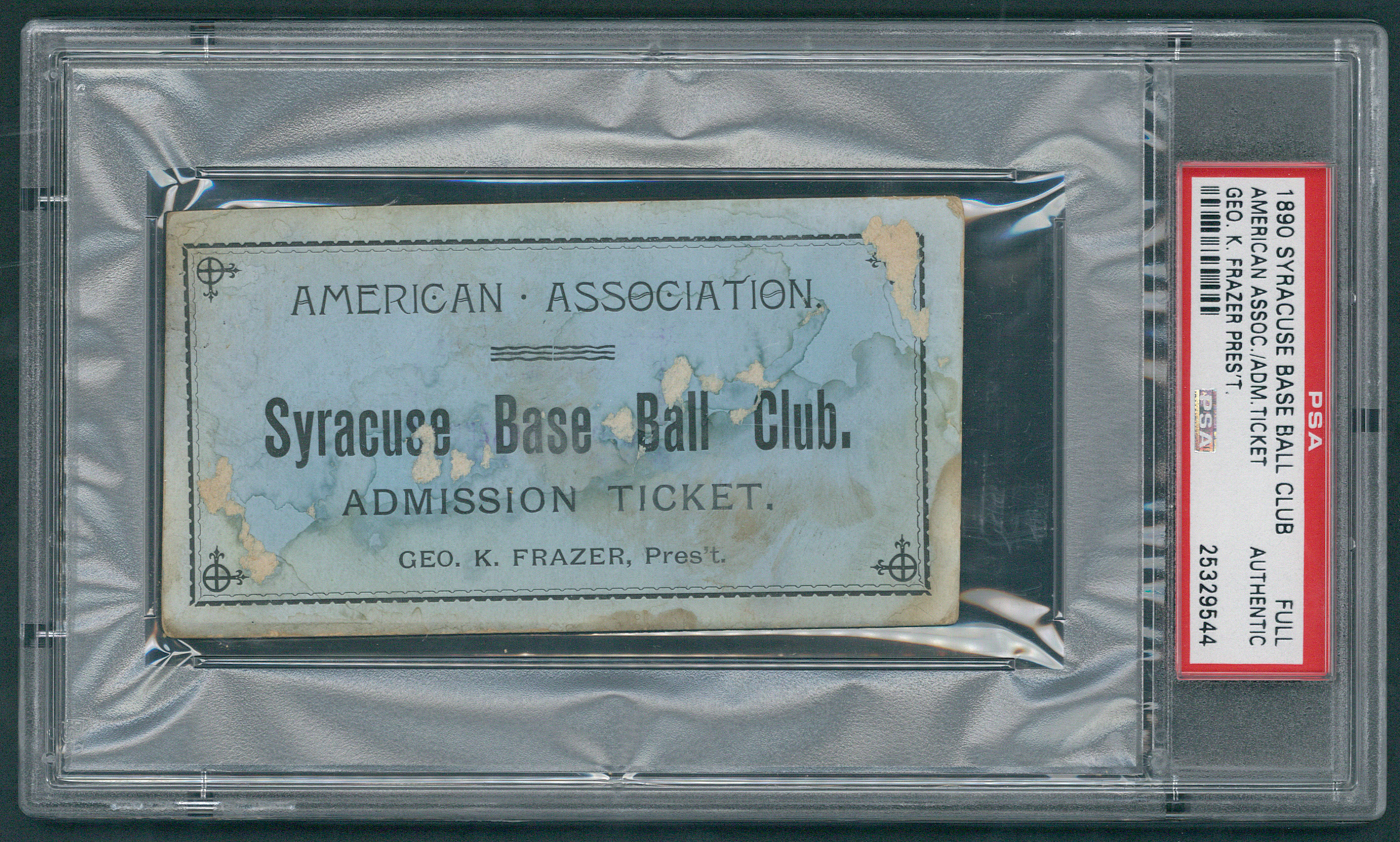 AMERICAN · ASSOCIATION.
Syracuse Base Ball Club.
ADMISSION TICKET.
GEO. K. FRAZER, Pres't.
PSA
1890 SYRACUSE BASE BALL CLUB FULL
AMERICAN ASSOC./ADM.TICKET AUTHENTIC
GEO. K. FRAZER PRES'T.
PSA 25329544